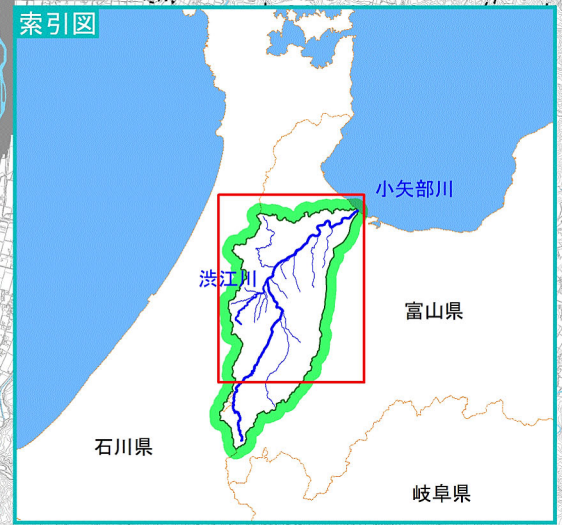 索引図
小矢部川
渋江川
富山県
石川県
岐阜県